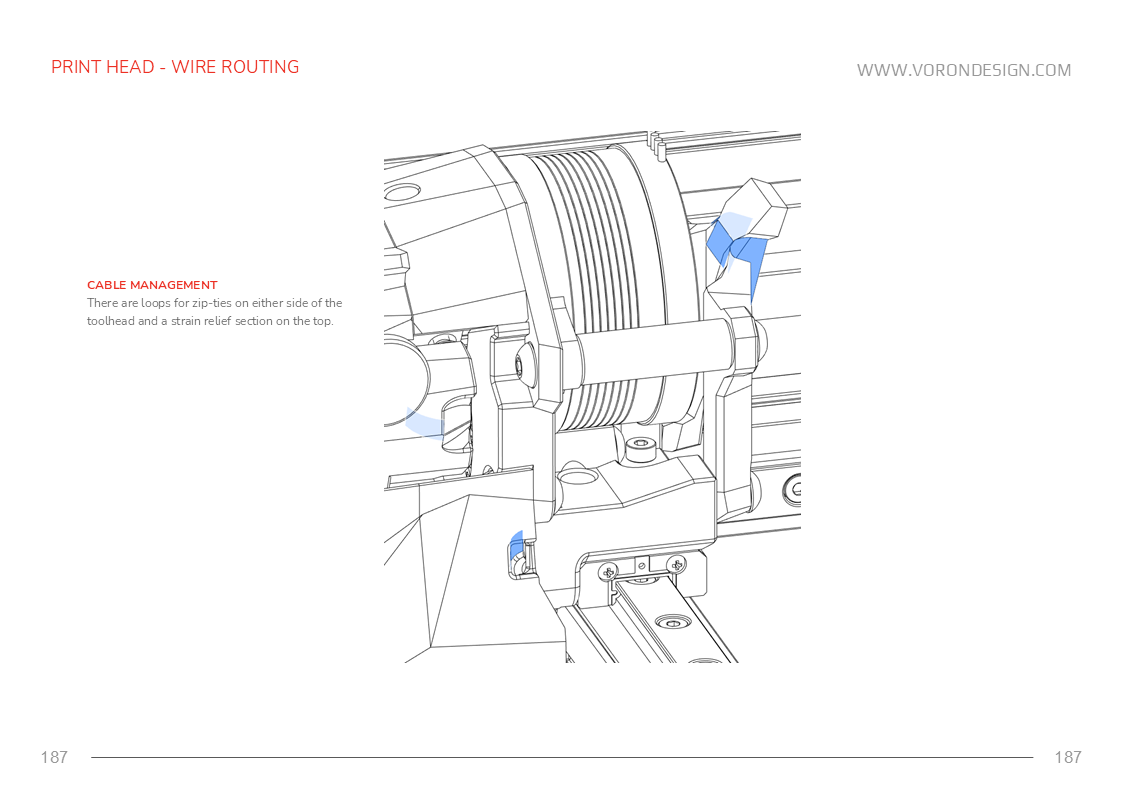 PRINT HEAD - WIRE ROUTING
WWW.VORONDESIGN.COM
CABLE MANAGEMENT
There are loops for zip-ties on either side of the
toolhead and a strain relief section on the top.
187
187